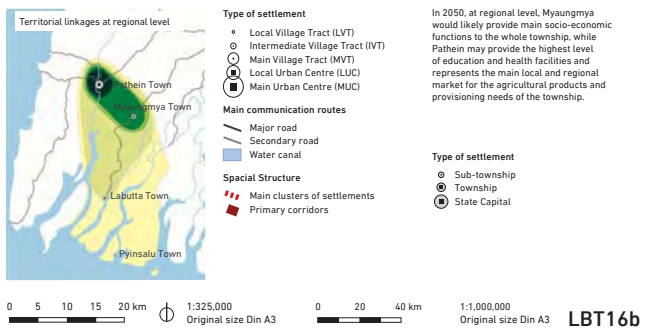 Territorial linkages at regional level
Pathein Town
Myaungmya Town
Labutta Town
Pyinsalu Town
Type of settlement
Local Village Tract (LVT)
Intermediate Village Tract (IVT)
Main Village Tract (MVT)
Local Urban Centre (LUC)
Main Urban Centre (MUC)
Main communication routes
Major road
Secondary road
Water canal
Spacial Structure
Main clusters of settlements
Primary corridors
In 2050, at regional level, Myaungmya
would likely provide main socio-economic
functions to the whole township, while
Pathein may provide the highest level
of education and health facilities and
represents the main local and regional
market for the agricultural products and
provisioning needs of the township.
Type of settlement
Sub-township
Township
State Capital
0 5 10 15 20 km
1:325,000
Original size Din A3
0 20 40 km
1:1,000,000
Original size Din A3
LBT16b